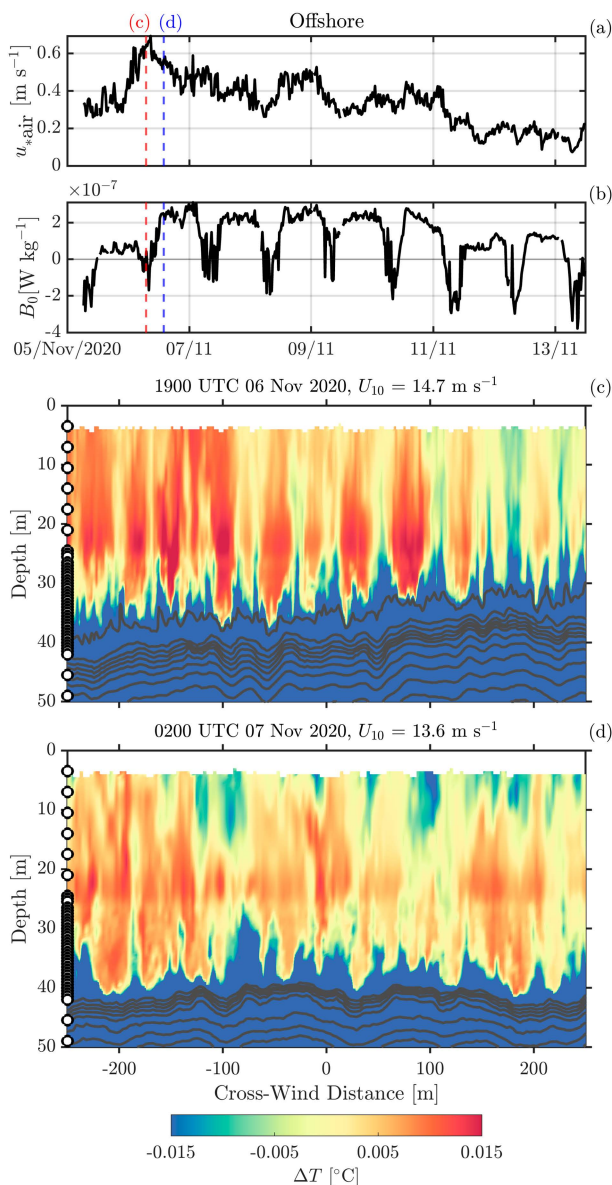 (c) (d) Offshore (a)
0.6
0.4
0.2
0
u*air [m s⁻¹]
×10⁻⁷ (b)
2
0
-2
-4
B₀[W kg⁻¹]
05/Nov/2020 07/11 09/11 11/11 13/11
1900 UTC 06 Nov 2020, U₁₀ = 14.7 m s⁻¹ (c)
0
10
20
30
40
50
Depth [m]
0200 UTC 07 Nov 2020, U₁₀ = 13.6 m s⁻¹ (d)
0
10
20
30
40
50
Depth [m]
-200 -100 0 100 200
Cross-Wind Distance [m]
-0.015 -0.005 0.005 0.015
ΔT [°C]